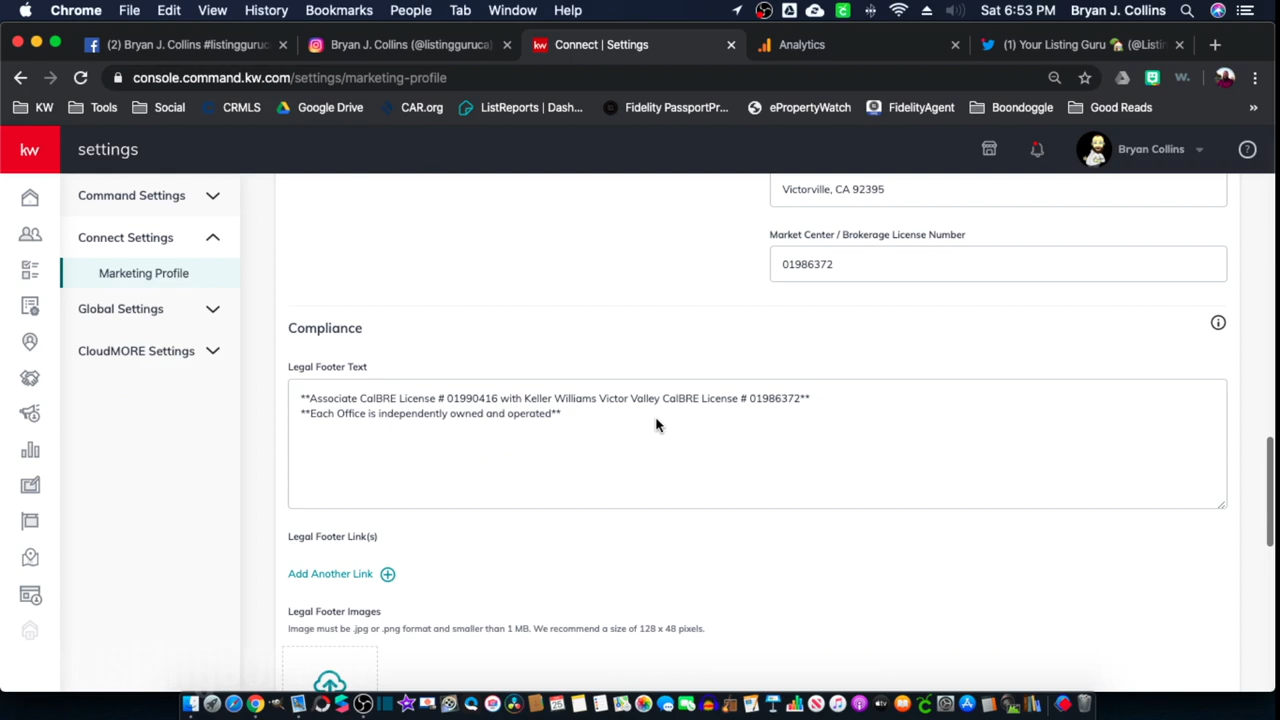 Chrome File Edit View History Bookmarks People Tab Window Help Sat 6:53 PM Bryan J. Collins
(2) Bryan J. Collins #listingguruc Bryan J. Collins (@listingguruca) kw Connect | Settings Analytics (1) Your Listing Guru (@Listin
console.command.kw.com/settings/marketing-profile
KW Tools Social CRMLS Google Drive CAR.org ListReports | Dash... Fidelity PassportPr... ePropertyWatch FidelityAgent Boondoggle Good Reads »
kw settings Bryan Collins
Command Settings
Connect Settings
Marketing Profile
Global Settings
CloudMORE Settings
Victorville, CA 92395
Market Center / Brokerage License Number
01986372
Compliance
Legal Footer Text
**Associate CalBRE License # 01990416 with Keller Williams Victor Valley CalBRE License # 01986372**
**Each Office is independently owned and operated**
Legal Footer Link(s)
Add Another Link
Legal Footer Images
Image must be .jpg or .png format and smaller than 1 MB. We recommend a size of 128 x 48 pixels.